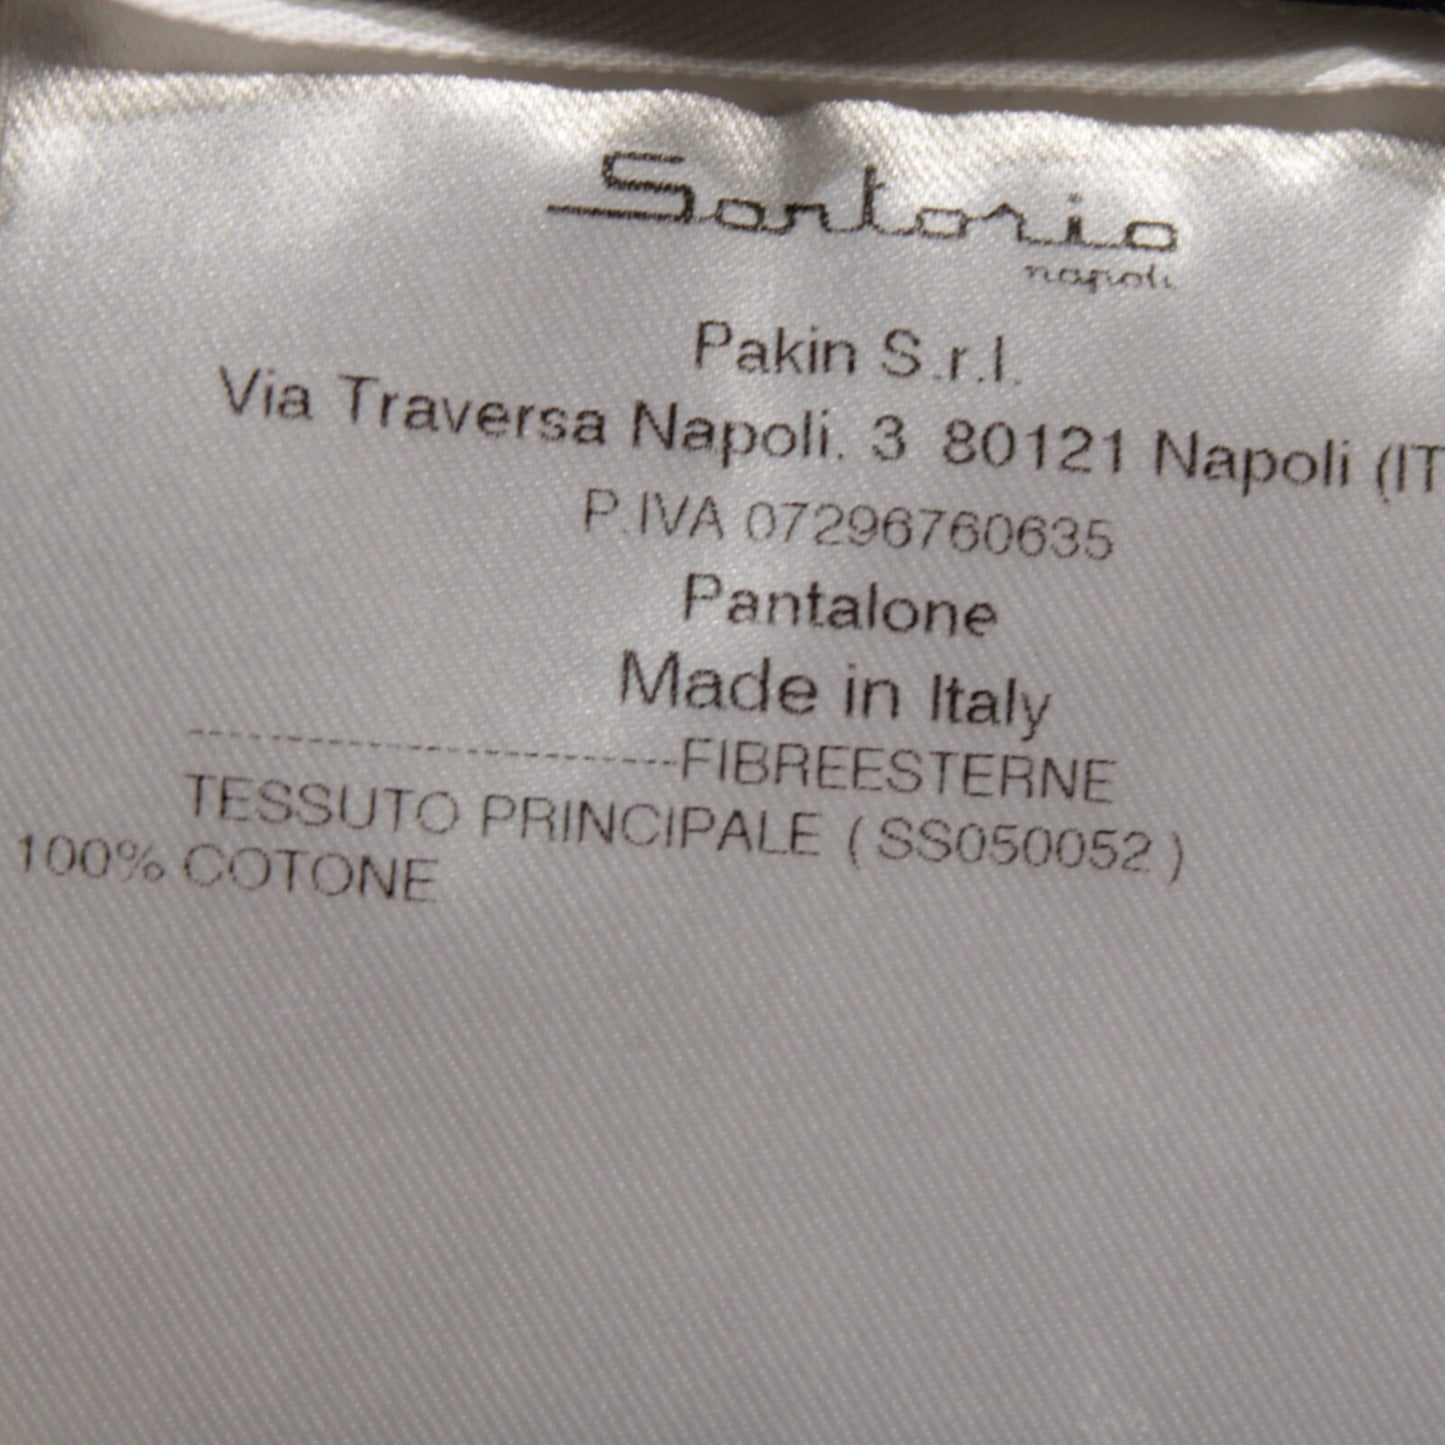 Sartorio
napoli
Pakin S.r.l.
Via Traversa Napoli. 3 80121 Napoli (IT
P.IVA 07296760635
Pantalone
Made in Italy
------------------------FIBREESTERNE
TESSUTO PRINCIPALE ( SS050052 )
100% COTONE